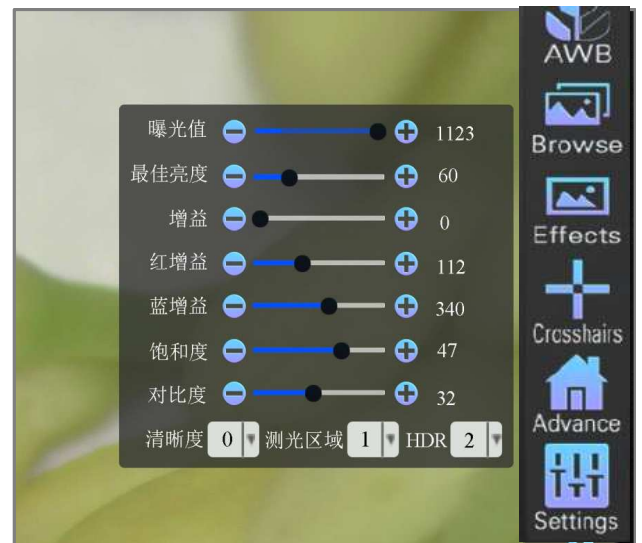 曝光值 1123
最佳亮度 60
增益 0
红增益 112
蓝增益 340
饱和度 47
对比度 32
清晰度 0 测光区域 1 HDR 2
AWB
Browse
Effects
Crosshairs
Advance
Settings